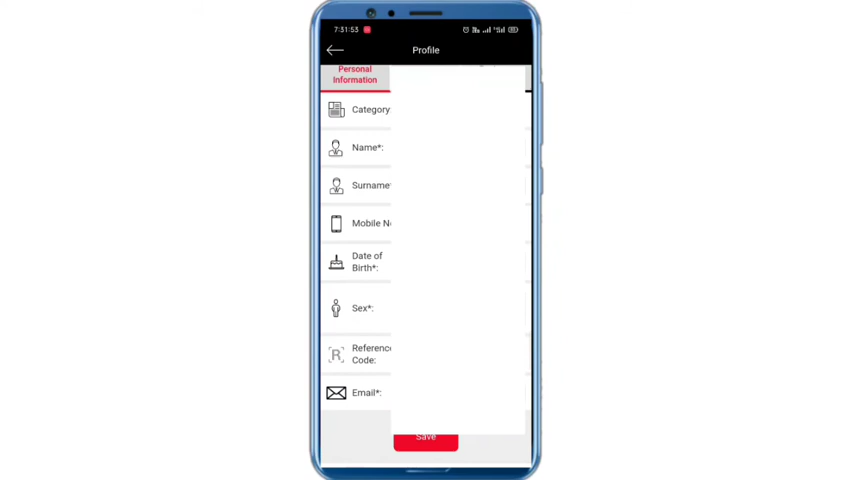 7:31:53
Profile
Personal
Information
Category
Name*:
Surname
Mobile N
Date of
Birth*:
Sex*:
Reference
Code:
Email*:
Save